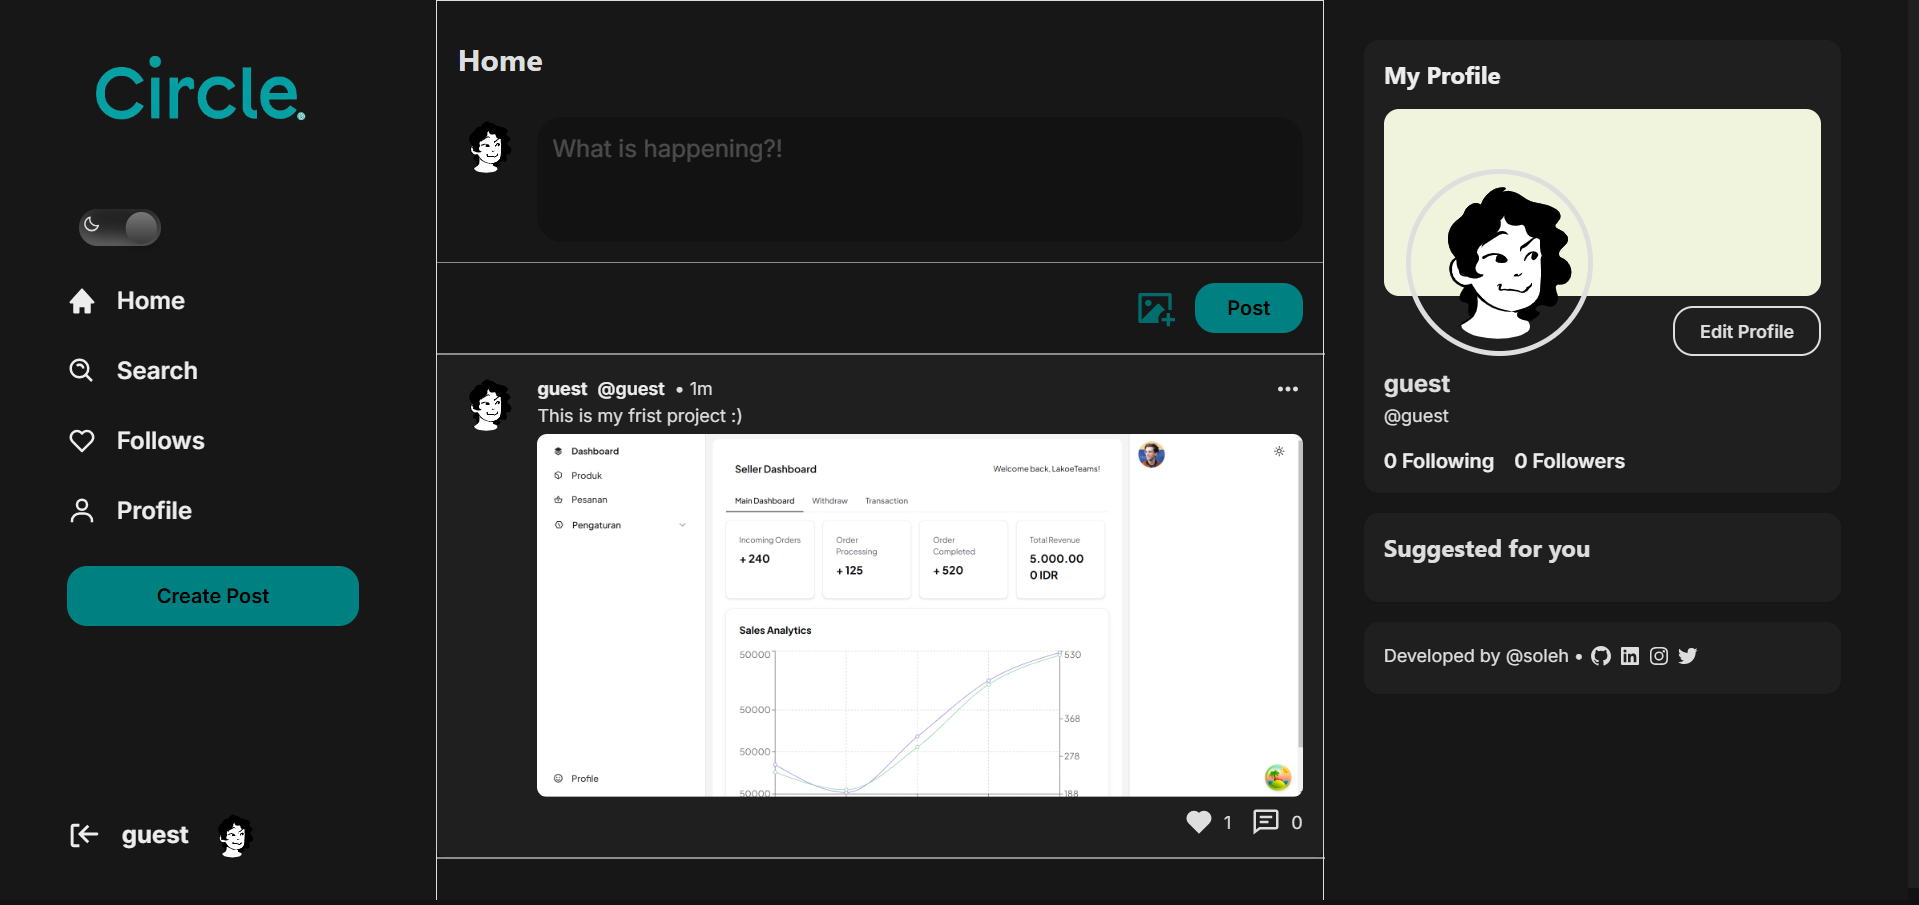 Circle
Home
Search
Follows
Profile
Create Post
guest
Home
What is happening?!
Post
guest @guest • 1m
This is my frist project :)
Dashboard
Produk
Pesanan
Pengaturan
Profile
Seller Dashboard
Welcome back, LakoeTeams!
Main Dashboard Withdraw Transaction
Incoming Orders
+ 240
Order
Processing
+ 125
Order
Completed
+ 520
Total Revenue
5.000.00
0 IDR
Sales Analytics
50000
50000
50000
50000
530
368
278
188
1 0
My Profile
Edit Profile
guest
@guest
0 Following 0 Followers
Suggested for you
Developed by @soleh •